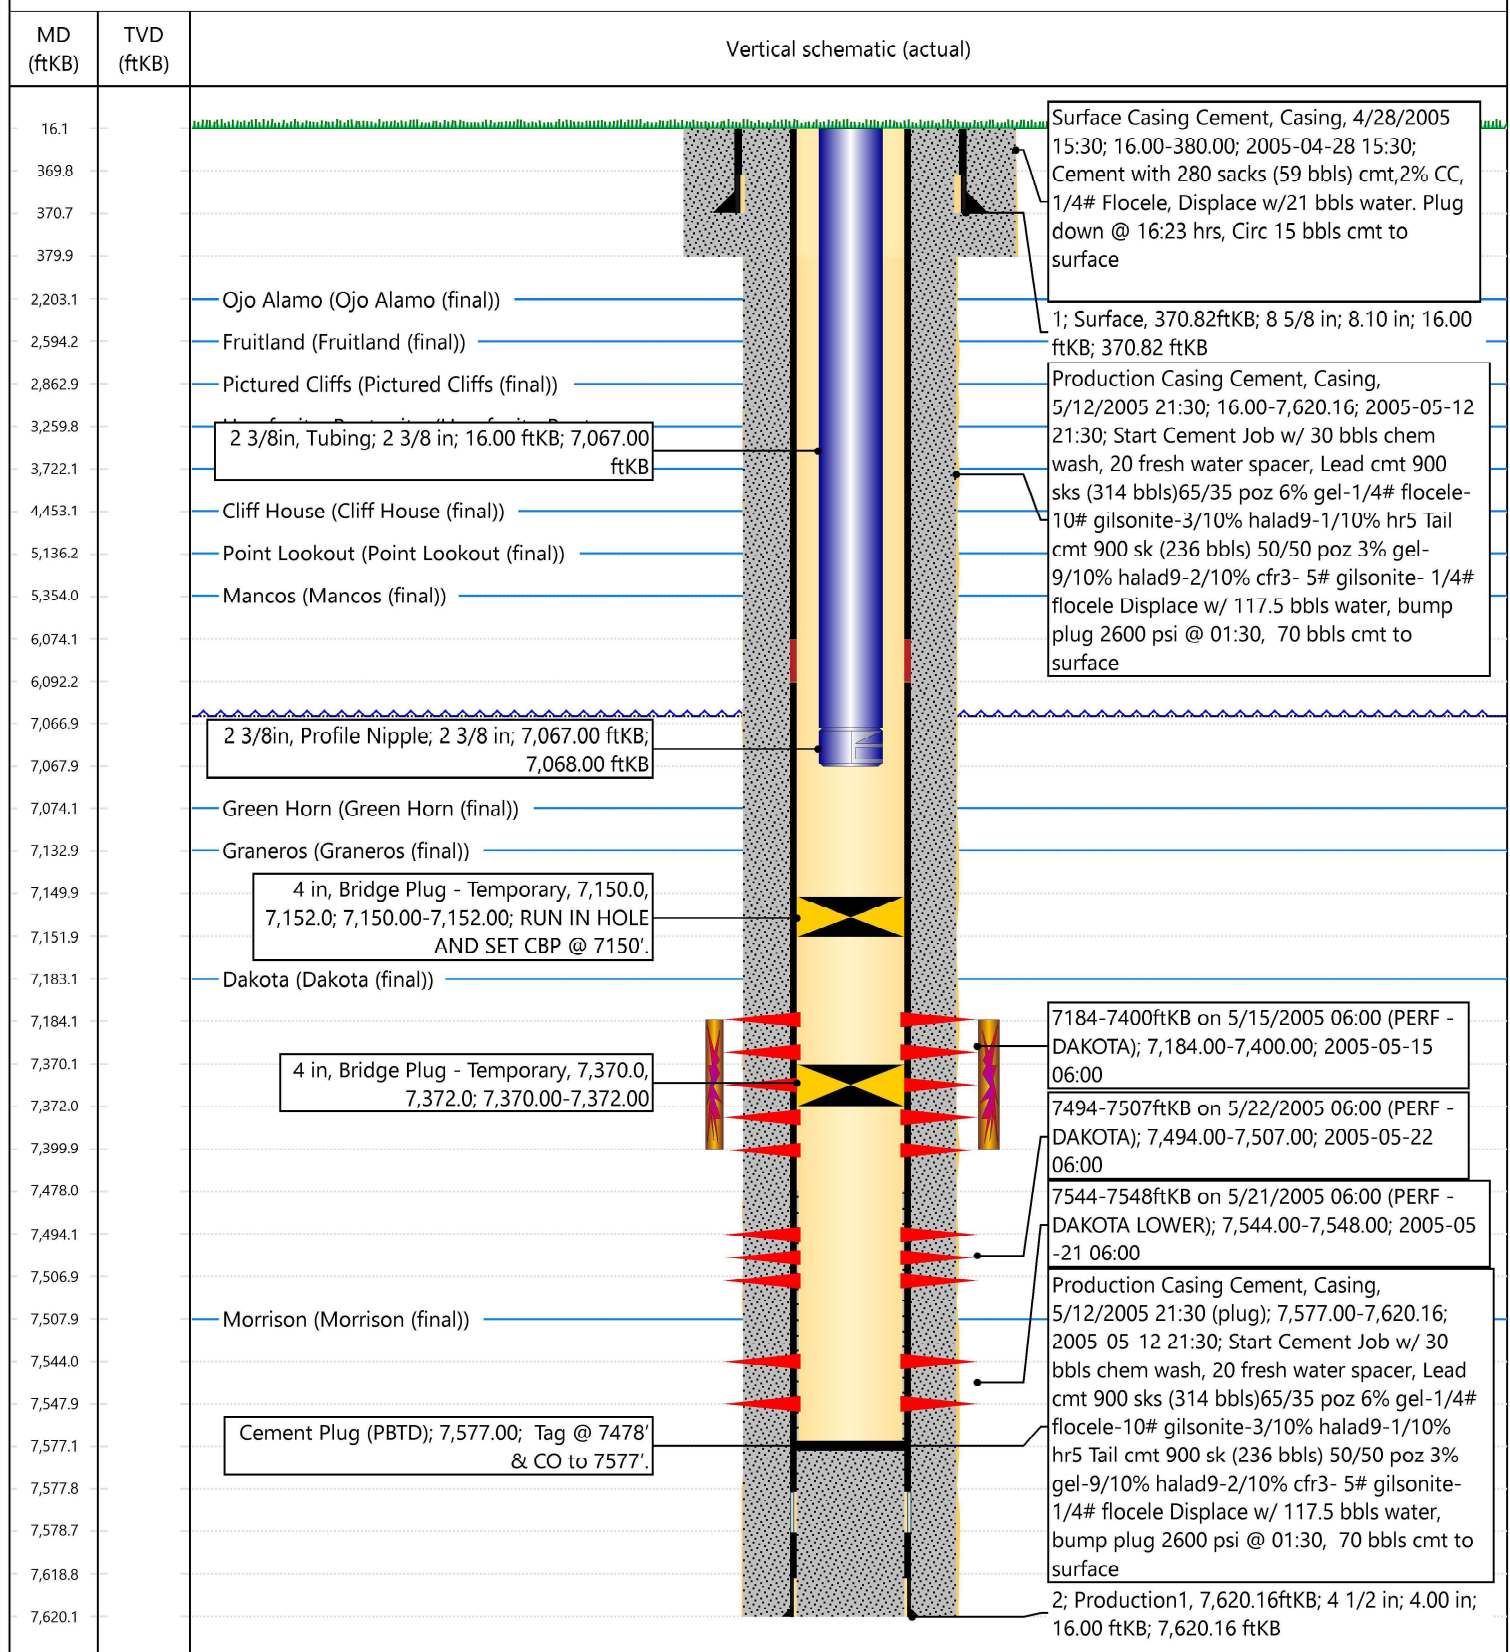 MD
(ftKB)
TVD
(ftKB)
Vertical schematic (actual)
16.1
369.8
370.7
379.9
2,203.1
2,594.2
2,862.9
3,259.8
3,722.1
4,453.1
5,136.2
5,354.0
6,074.1
6,092.2
7,066.9
7,067.9
7,074.1
7,132.9
7,149.9
7,151.9
7,183.1
7,184.1
7,370.1
7,372.0
7,399.9
7,478.0
7,494.1
7,506.9
7,507.9
7,544.0
7,547.9
7,577.1
7,577.8
7,578.7
7,618.8
7,620.1
Ojo Alamo (Ojo Alamo (final))
Fruitland (Fruitland (final))
Pictured Cliffs (Pictured Cliffs (final))
2 3/8in, Tubing; 2 3/8 in; 16.00 ftKB; 7,067.00
ftKB
Cliff House (Cliff House (final))
Point Lookout (Point Lookout (final))
Mancos (Mancos (final))
2 3/8in, Profile Nipple; 2 3/8 in; 7,067.00 ftKB;
7,068.00 ftKB
Green Horn (Green Horn (final))
Graneros (Graneros (final))
4 in, Bridge Plug - Temporary, 7,150.0,
7,152.0; 7,150.00-7,152.00; RUN IN HOLE
AND SET CBP @ 7150'.
Dakota (Dakota (final))
4 in, Bridge Plug - Temporary, 7,370.0,
7,372.0; 7,370.00-7,372.00
Morrison (Morrison (final))
Cement Plug (PBTD); 7,577.00;  Tag @ 7478'
& CO to 7577'.
Surface Casing Cement, Casing, 4/28/2005
15:30; 16.00-380.00; 2005-04-28 15:30;
Cement with 280 sacks (59 bbls) cmt,2% CC,
1/4# Flocele, Displace w/21 bbls water. Plug
down @ 16:23 hrs, Circ 15 bbls cmt to
surface
1; Surface, 370.82ftKB; 8 5/8 in; 8.10 in; 16.00
ftKB; 370.82 ftKB
Production Casing Cement, Casing,
5/12/2005 21:30; 16.00-7,620.16; 2005-05-12
21:30; Start Cement Job w/ 30 bbls chem
wash, 20 fresh water spacer, Lead cmt 900
sks (314 bbls)65/35 poz 6% gel-1/4# flocele-
10# gilsonite-3/10% halad9-1/10% hr5 Tail
cmt 900 sk (236 bbls) 50/50 poz 3% gel-
9/10% halad9-2/10% cfr3- 5# gilsonite- 1/4#
flocele Displace w/ 117.5 bbls water, bump
plug 2600 psi @ 01:30,  70 bbls cmt to
surface
7184-7400ftKB on 5/15/2005 06:00 (PERF -
DAKOTA); 7,184.00-7,400.00; 2005-05-15
06:00
7494-7507ftKB on 5/22/2005 06:00 (PERF -
DAKOTA); 7,494.00-7,507.00; 2005-05-22
06:00
7544-7548ftKB on 5/21/2005 06:00 (PERF -
DAKOTA LOWER); 7,544.00-7,548.00; 2005-05
-21 06:00
Production Casing Cement, Casing,
5/12/2005 21:30 (plug); 7,577.00-7,620.16;
2005-05-12 21:30; Start Cement Job w/ 30
bbls chem wash, 20 fresh water spacer, Lead
cmt 900 sks (314 bbls)65/35 poz 6% gel-1/4#
flocele-10# gilsonite-3/10% halad9-1/10%
hr5 Tail cmt 900 sk (236 bbls) 50/50 poz 3%
gel-9/10% halad9-2/10% cfr3- 5# gilsonite-
1/4# flocele Displace w/ 117.5 bbls water,
bump plug 2600 psi @ 01:30,  70 bbls cmt to
surface
2; Production1, 7,620.16ftKB; 4 1/2 in; 4.00 in;
16.00 ftKB; 7,620.16 ftKB